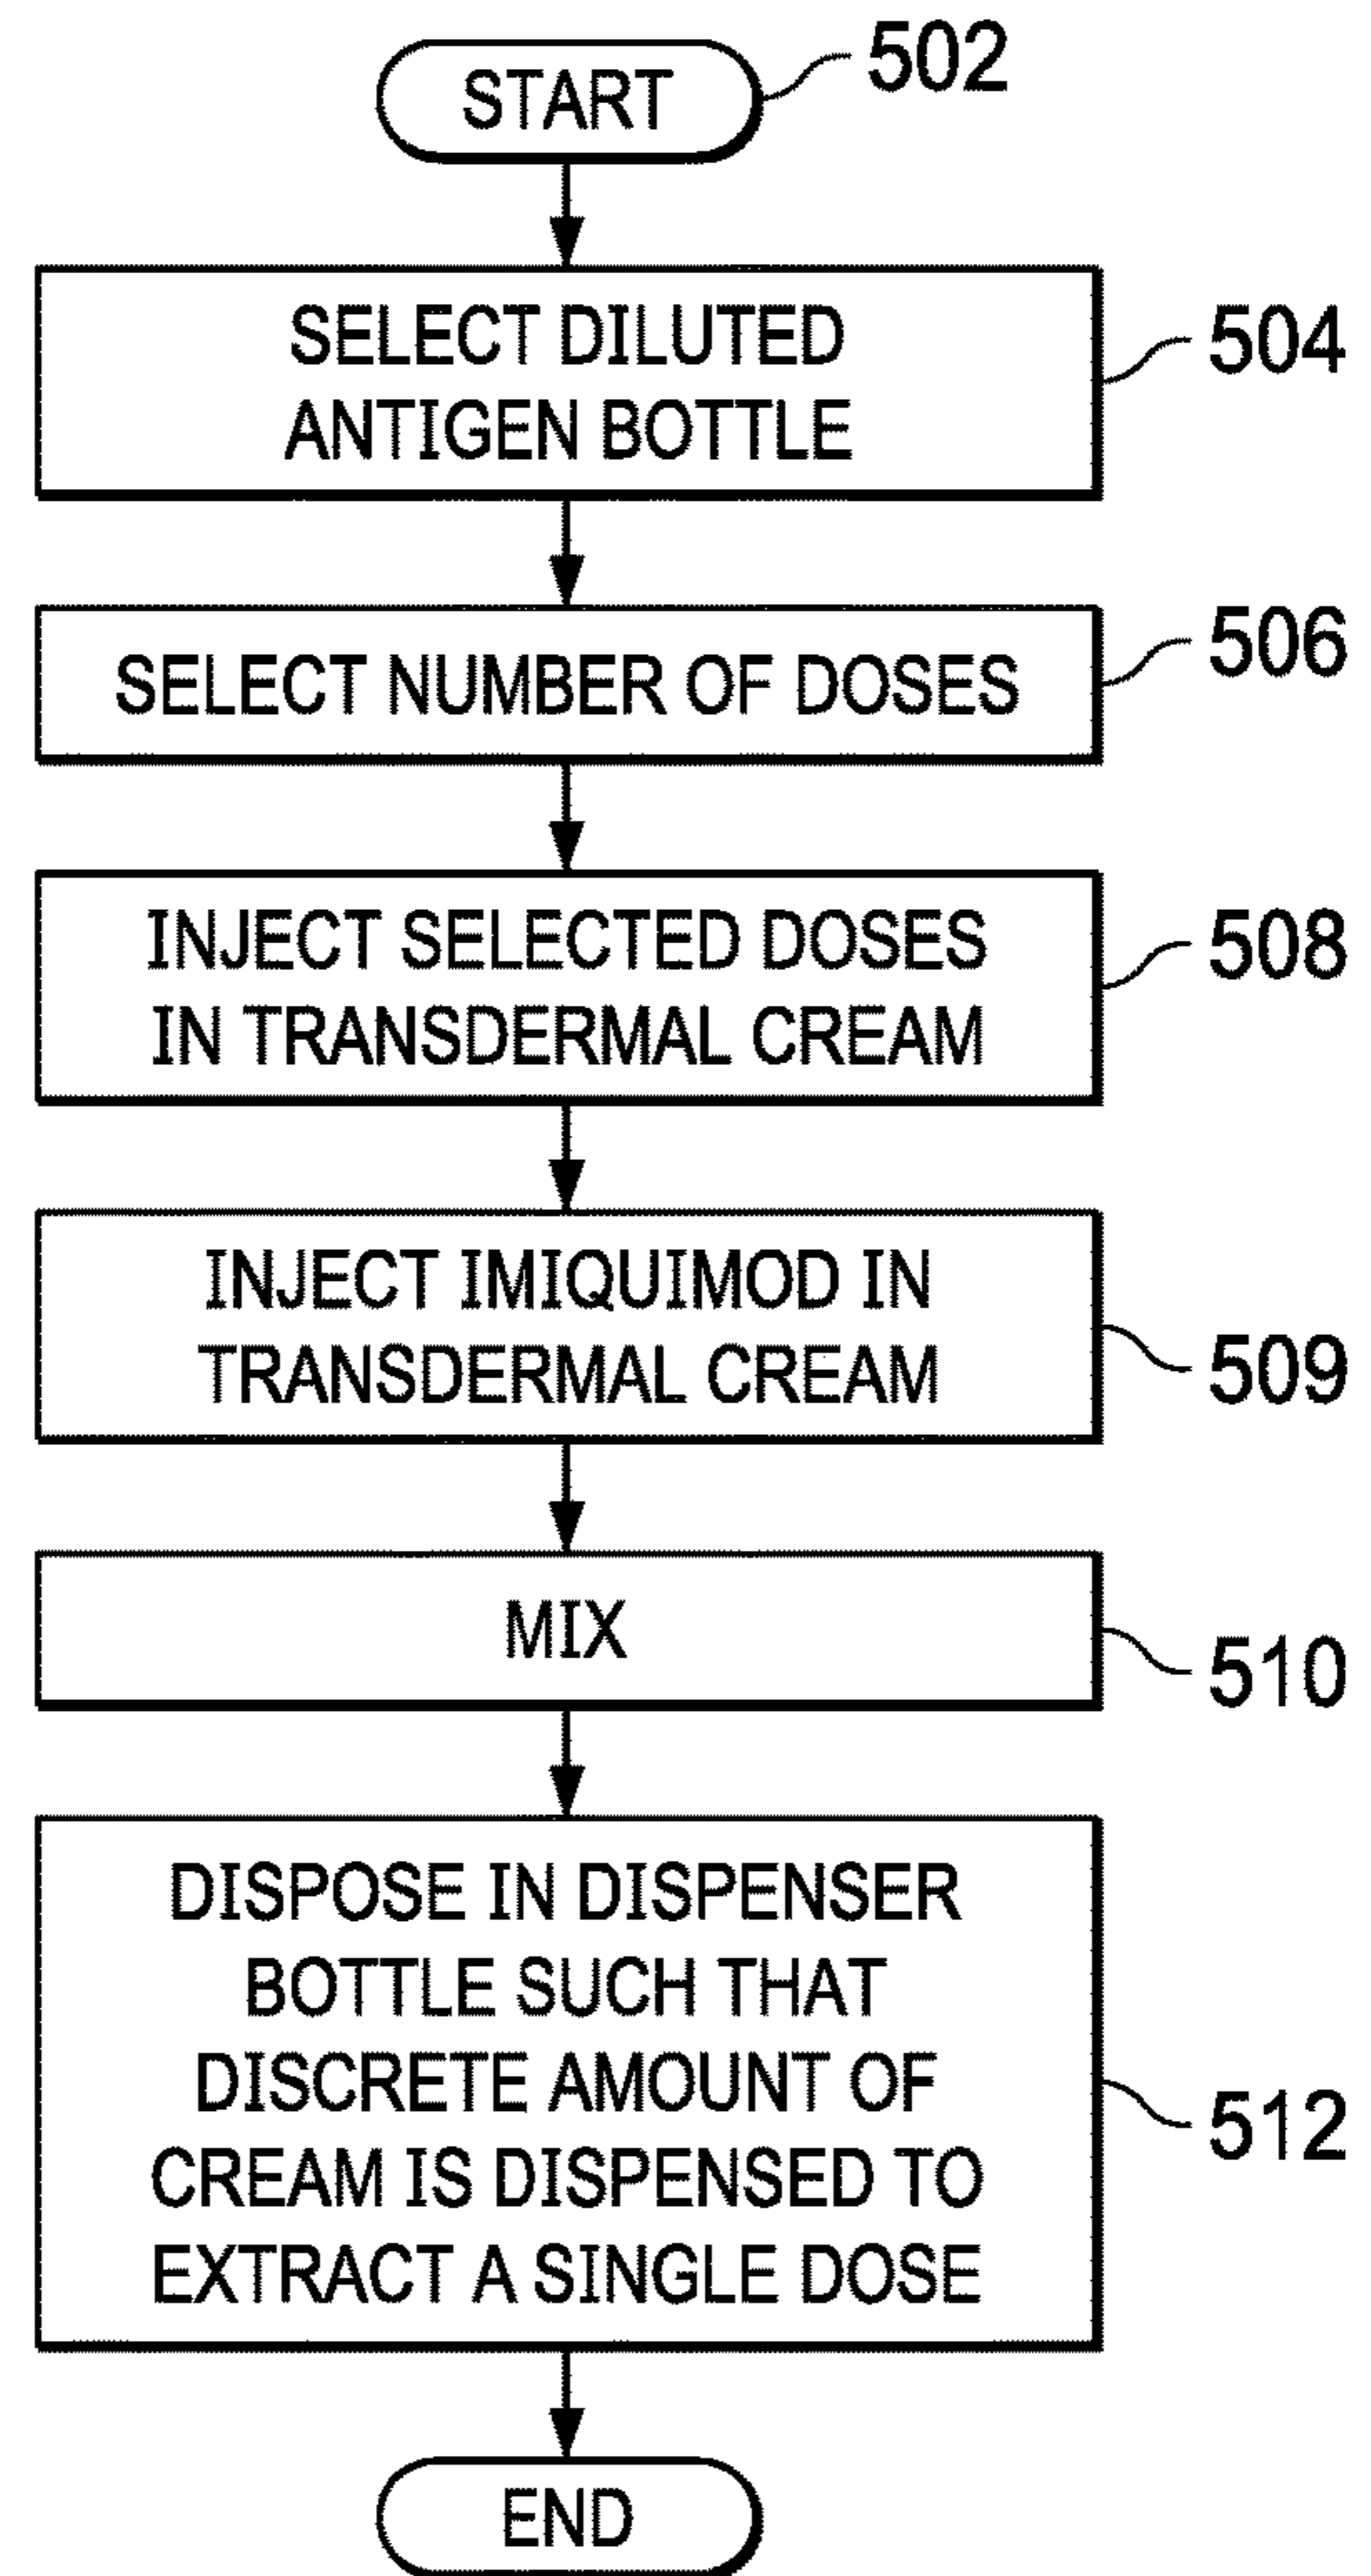 START
502
SELECT DILUTED
ANTIGEN BOTTLE
504
SELECT NUMBER OF DOSES
506
INJECT SELECTED DOSES
IN TRANSDERMAL CREAM
508
INJECT IMIQUIMOD IN
TRANSDERMAL CREAM
509
MIX
510
DISPOSE IN DISPENSER
BOTTLE SUCH THAT
DISCRETE AMOUNT OF
CREAM IS DISPENSED TO
EXTRACT A SINGLE DOSE
512
END